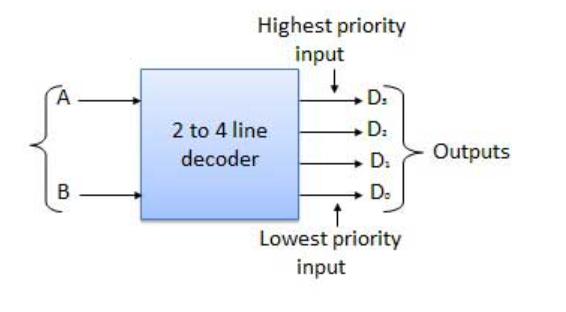 Highest priority
input
A
D₃
2 to 4 line
decoder
D₂
Outputs
D₁
B
D₀
Lowest priority
input